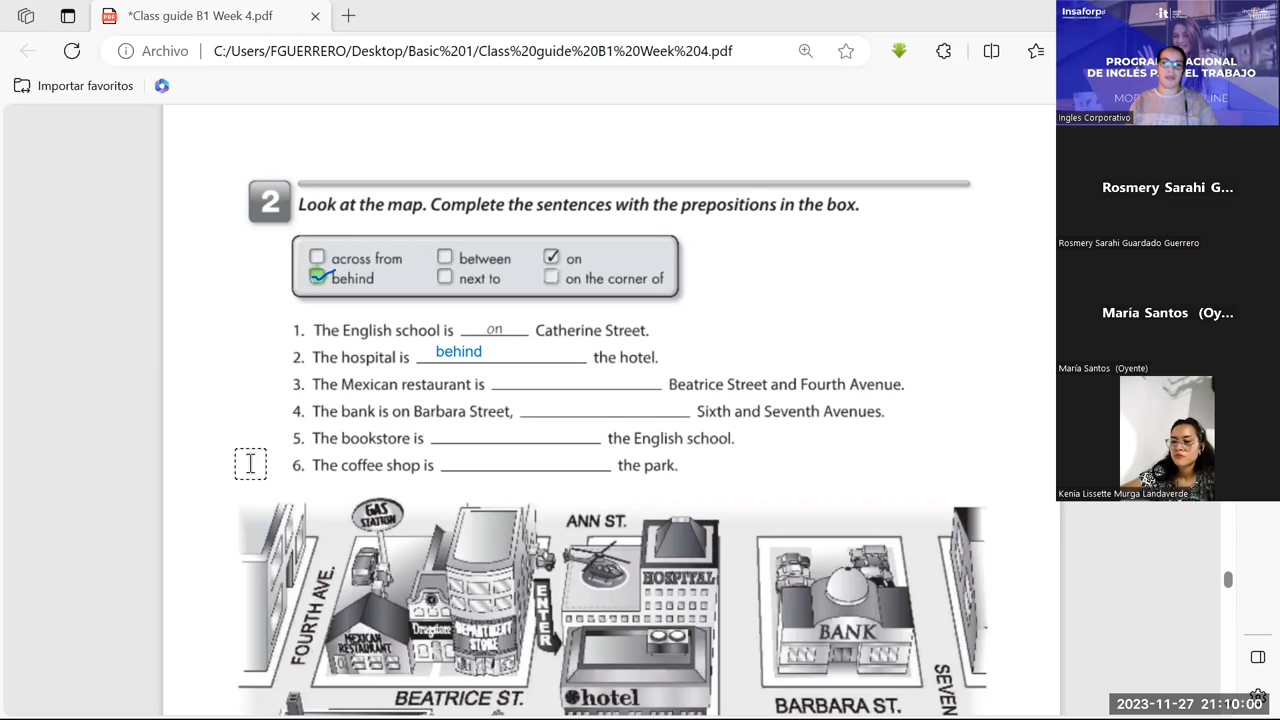 *Class guide B1 Week 4.pdf
Archivo
C:/Users/FGUERRERO/Desktop/Basic%201/Class%20guide%20B1%20Week%204.pdf
Importar favoritos
2
Look at the map. Complete the sentences with the prepositions in the box.
across from
between
on
behind
next to
on the corner of
1. The English school is on Catherine Street.
2. The hospital is behind the hotel.
3. The Mexican restaurant is ____ Beatrice Street and Fourth Avenue.
4. The bank is on Barbara Street, ____ Sixth and Seventh Avenues.
5. The bookstore is ____ the English school.
6. The coffee shop is ____ the park.
GAS STATION
ANN ST.
HOSPITAL
FOURTH AVE.
MEXICAN RESTAURANT
Drugstore
DEPARTMENT STORE
CENTER
BANK
BEATRICE ST.
hotel
BARBARA ST.
SEVEN
Insaforp
PROGRAMA NACIONAL
DE INGLÉS PARA EL TRABAJO
Ingles Corporativo
Rosmery Sarahi G...
Rosmery Sarahi Guardado Guerrero
María Santos (Oy...
María Santos (Oyente)
Kenia Lissette Murga Landaverde
2023-11-27 21:10:00